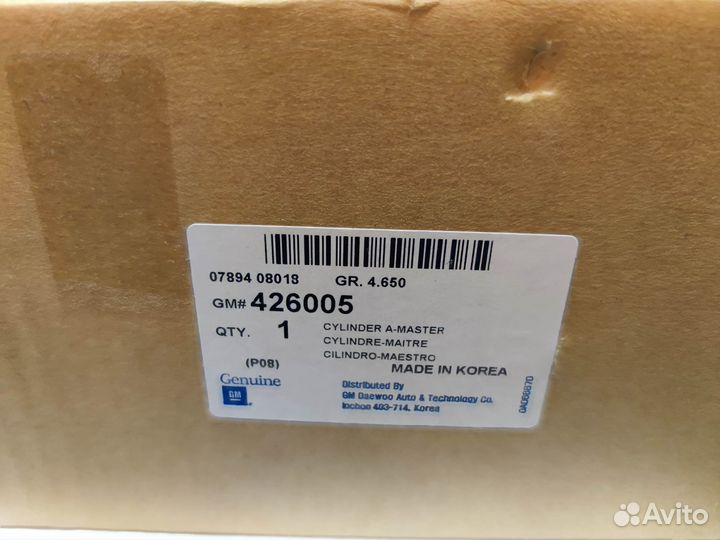 07894 08018 GR. 4.650
GM# 426005
QTY. 1 CYLINDER A-MASTER
CYLINDRE-MAITRE
CILINDRO-MAESTRO
(P08) MADE IN KOREA
Genuine
GM
Distributed By
GM Daewoo Auto & Technology Co.
Inchon 403-714, Korea
Avito